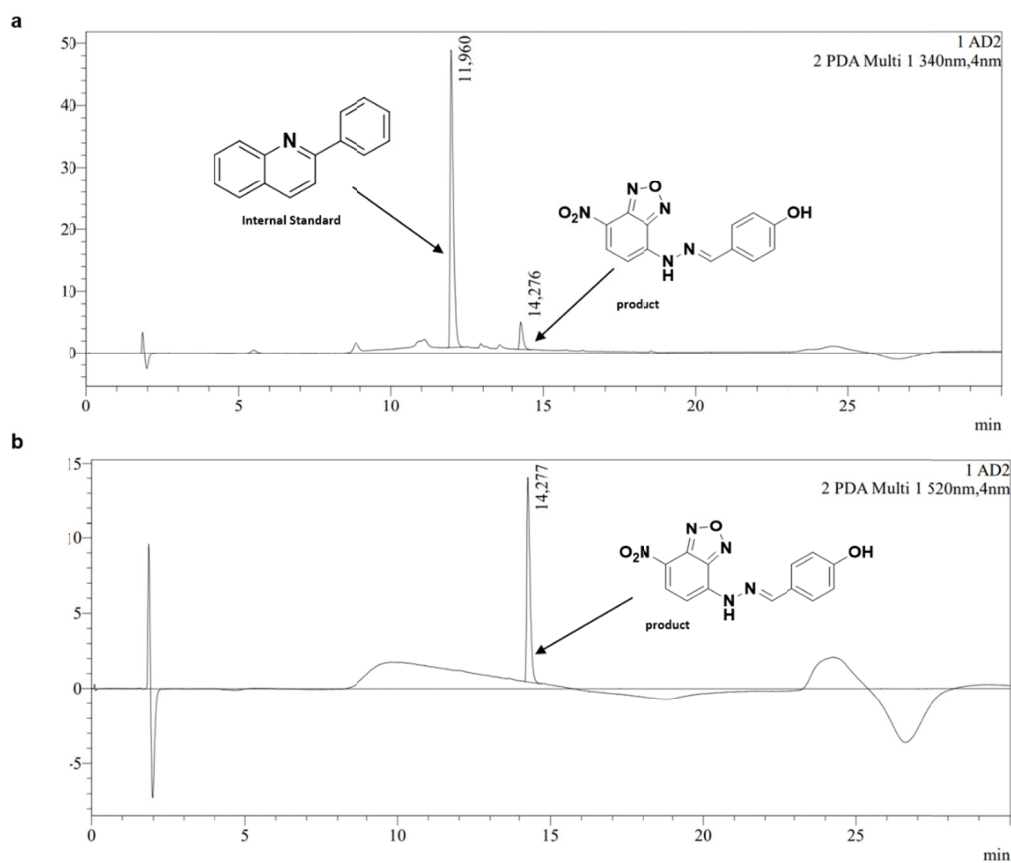 a
1 AD2
2 PDA Multi 1 340nm,4nm
50
40
30
20
10
0
11,960
14,276
N
Internal Standard
O2N
N
O
N
N
H
N
OH
product
0
5
10
15
20
25
min
b
1 AD2
2 PDA Multi 1 520nm,4nm
15
10
5
0
-5
14,277
O2N
N
O
N
N
H
N
OH
product
0
5
10
15
20
25
min